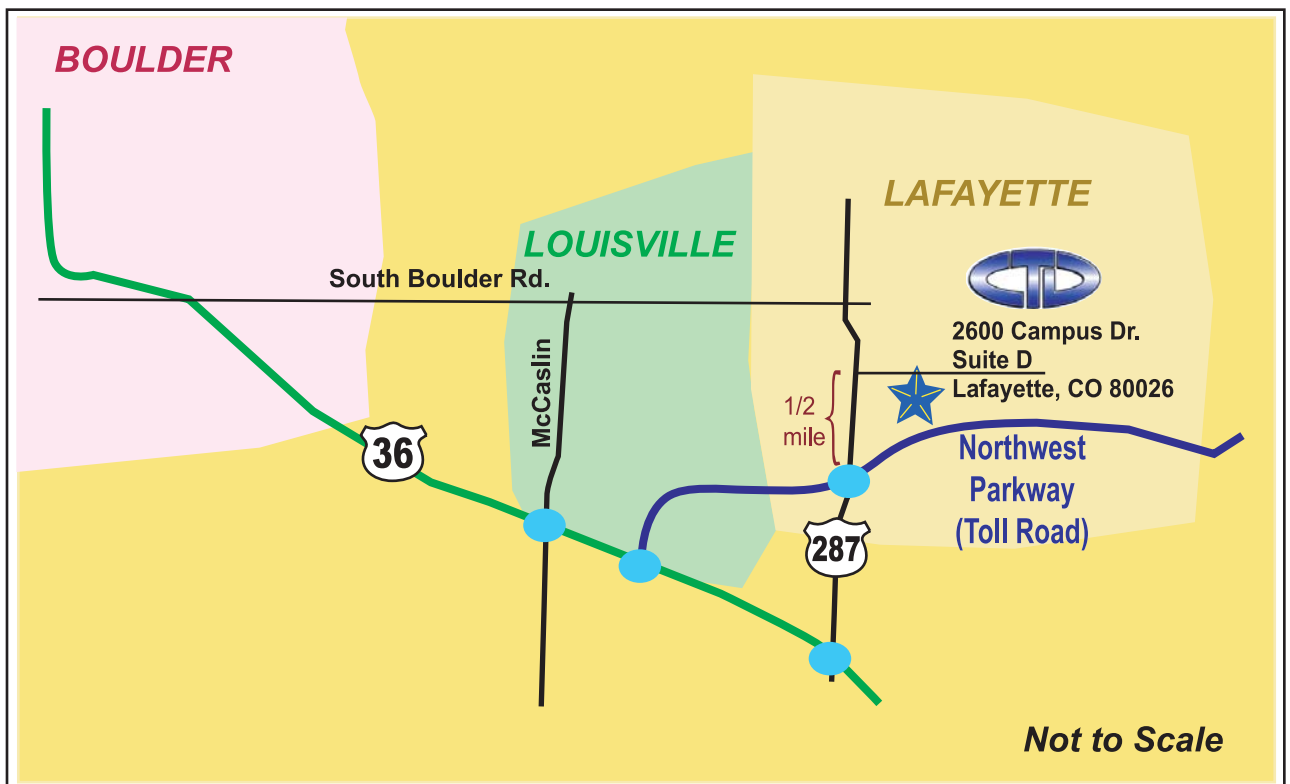 BOULDER
LAFAYETTE
LOUISVILLE
South Boulder Rd.
CTD
2600 Campus Dr.
Suite D
Lafayette, CO 80026
McCaslin
1/2
mile
36
Northwest
Parkway
(Toll Road)
287
Not to Scale